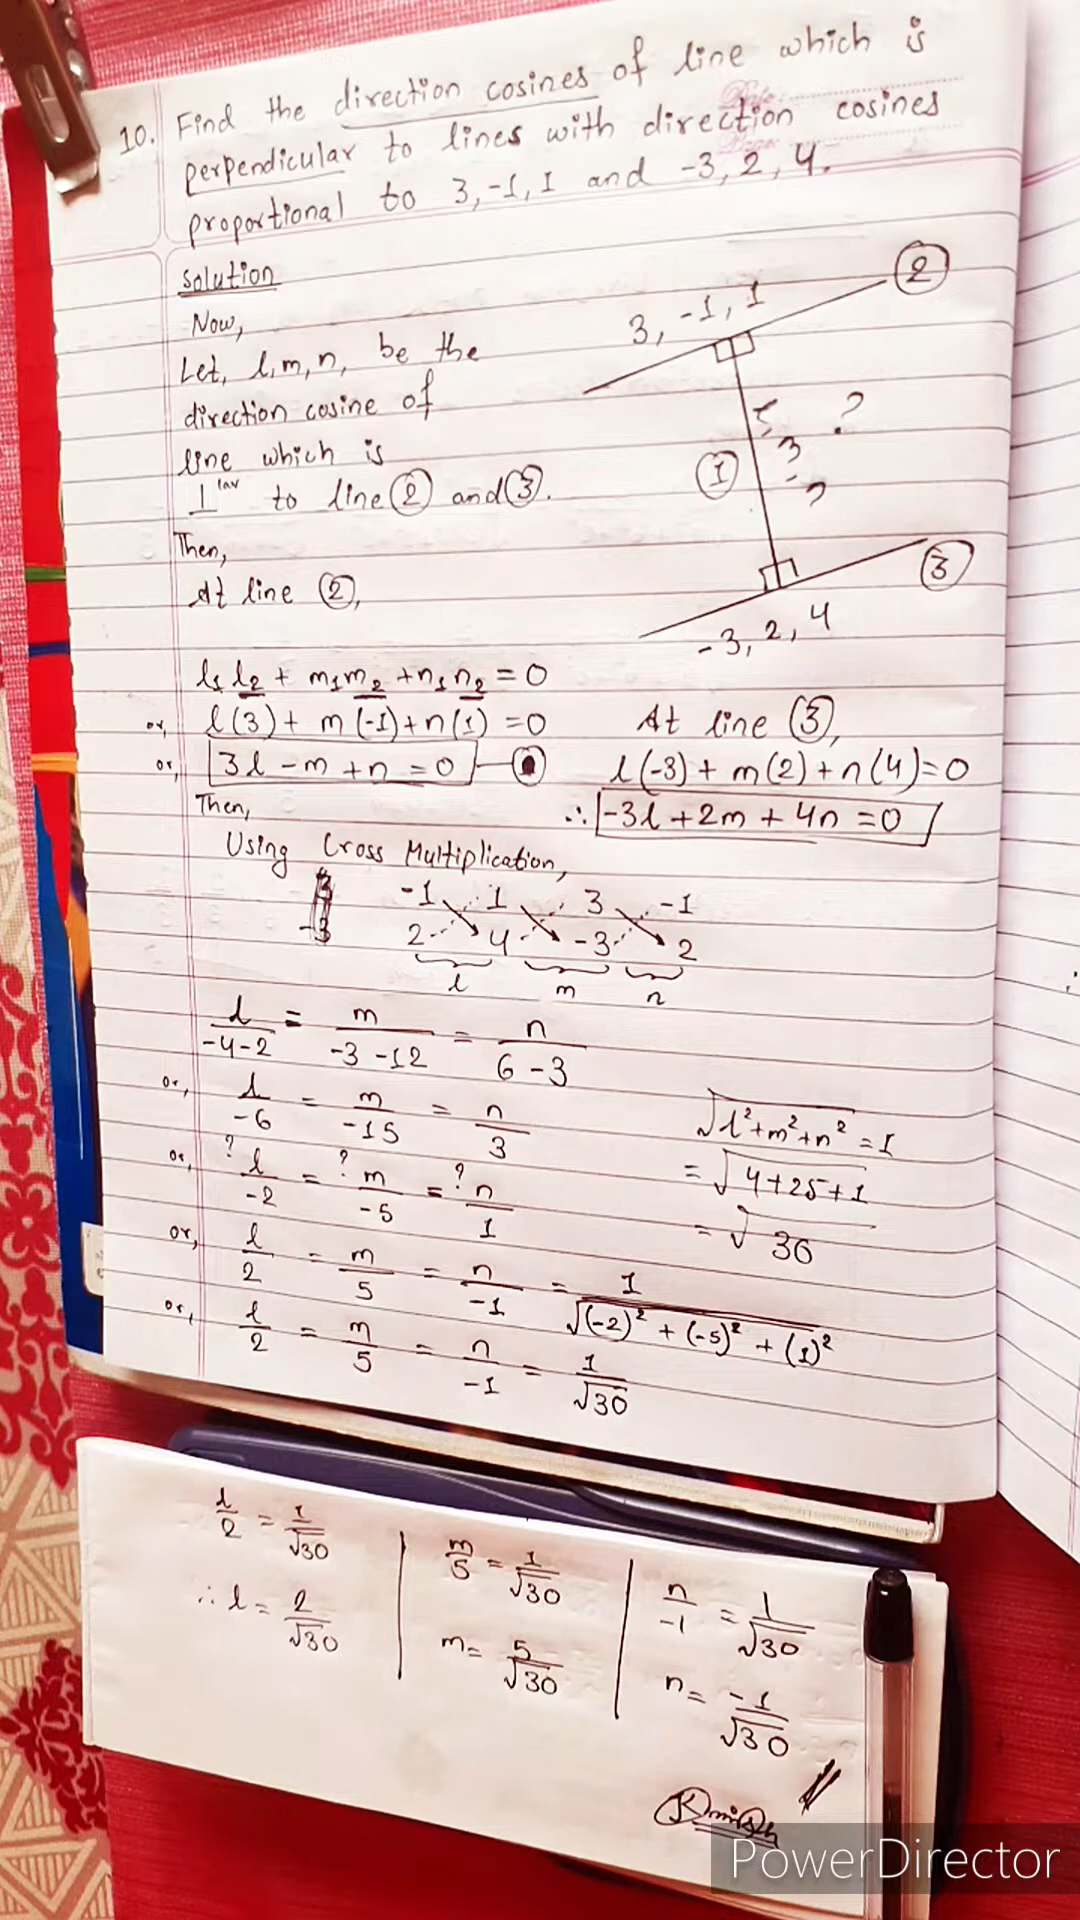 10. Find the direction cosines of line which is
perpendicular to lines with direction cosines
proportional to 3, -1, 1 and -3, 2, 4.
Solution
Now,
Let, l, m, n, be the
direction cosine of
line which is
⊥lar to line ② and ③.
3, -1, 1
②
①
l, m, n
?
③
-3, 2, 4
Then,
At line ②,
l₁l₂ + m₁m₂ + n₁n₂ = 0
or, l(3) + m(-1) + n(1) = 0
or, 3l - m + n = 0
At line ③,
l(-3) + m(2) + n(4) = 0
∴ -3l + 2m + 4n = 0
Then,
Using Cross Multiplication,
-1 1 3 -1
2 4 -3 2
l m n
l/-4-2 = m/-3-12 = n/6-3
or, l/-6 = m/-15 = n/3
or, ? l/-2 = ? m/-5 = ? n/1
√l²+m²+n² = 1
= √4+25+1
= √30
or, l/2 = m/5 = n/-1 = 1/√(-2)² + (-5)² + (1)²
or, l/2 = m/5 = n/-1 = 1/√30
l/2 = 1/√30
∴ l = 2/√30
m/5 = 1/√30
m = 5/√30
n/-1 = 1/√30
n = -1/√30
PowerDirector